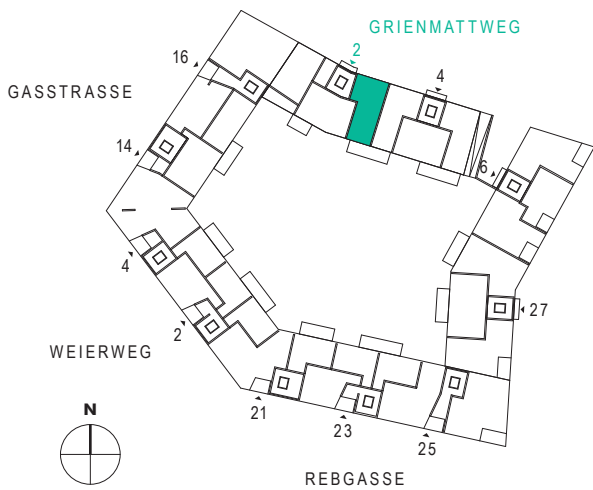 GRIENMATTWEG
2
16
4
GASSTRASSE
14
6
4
27
2
WEIERWEG
N
21
23
25
REBGASSE